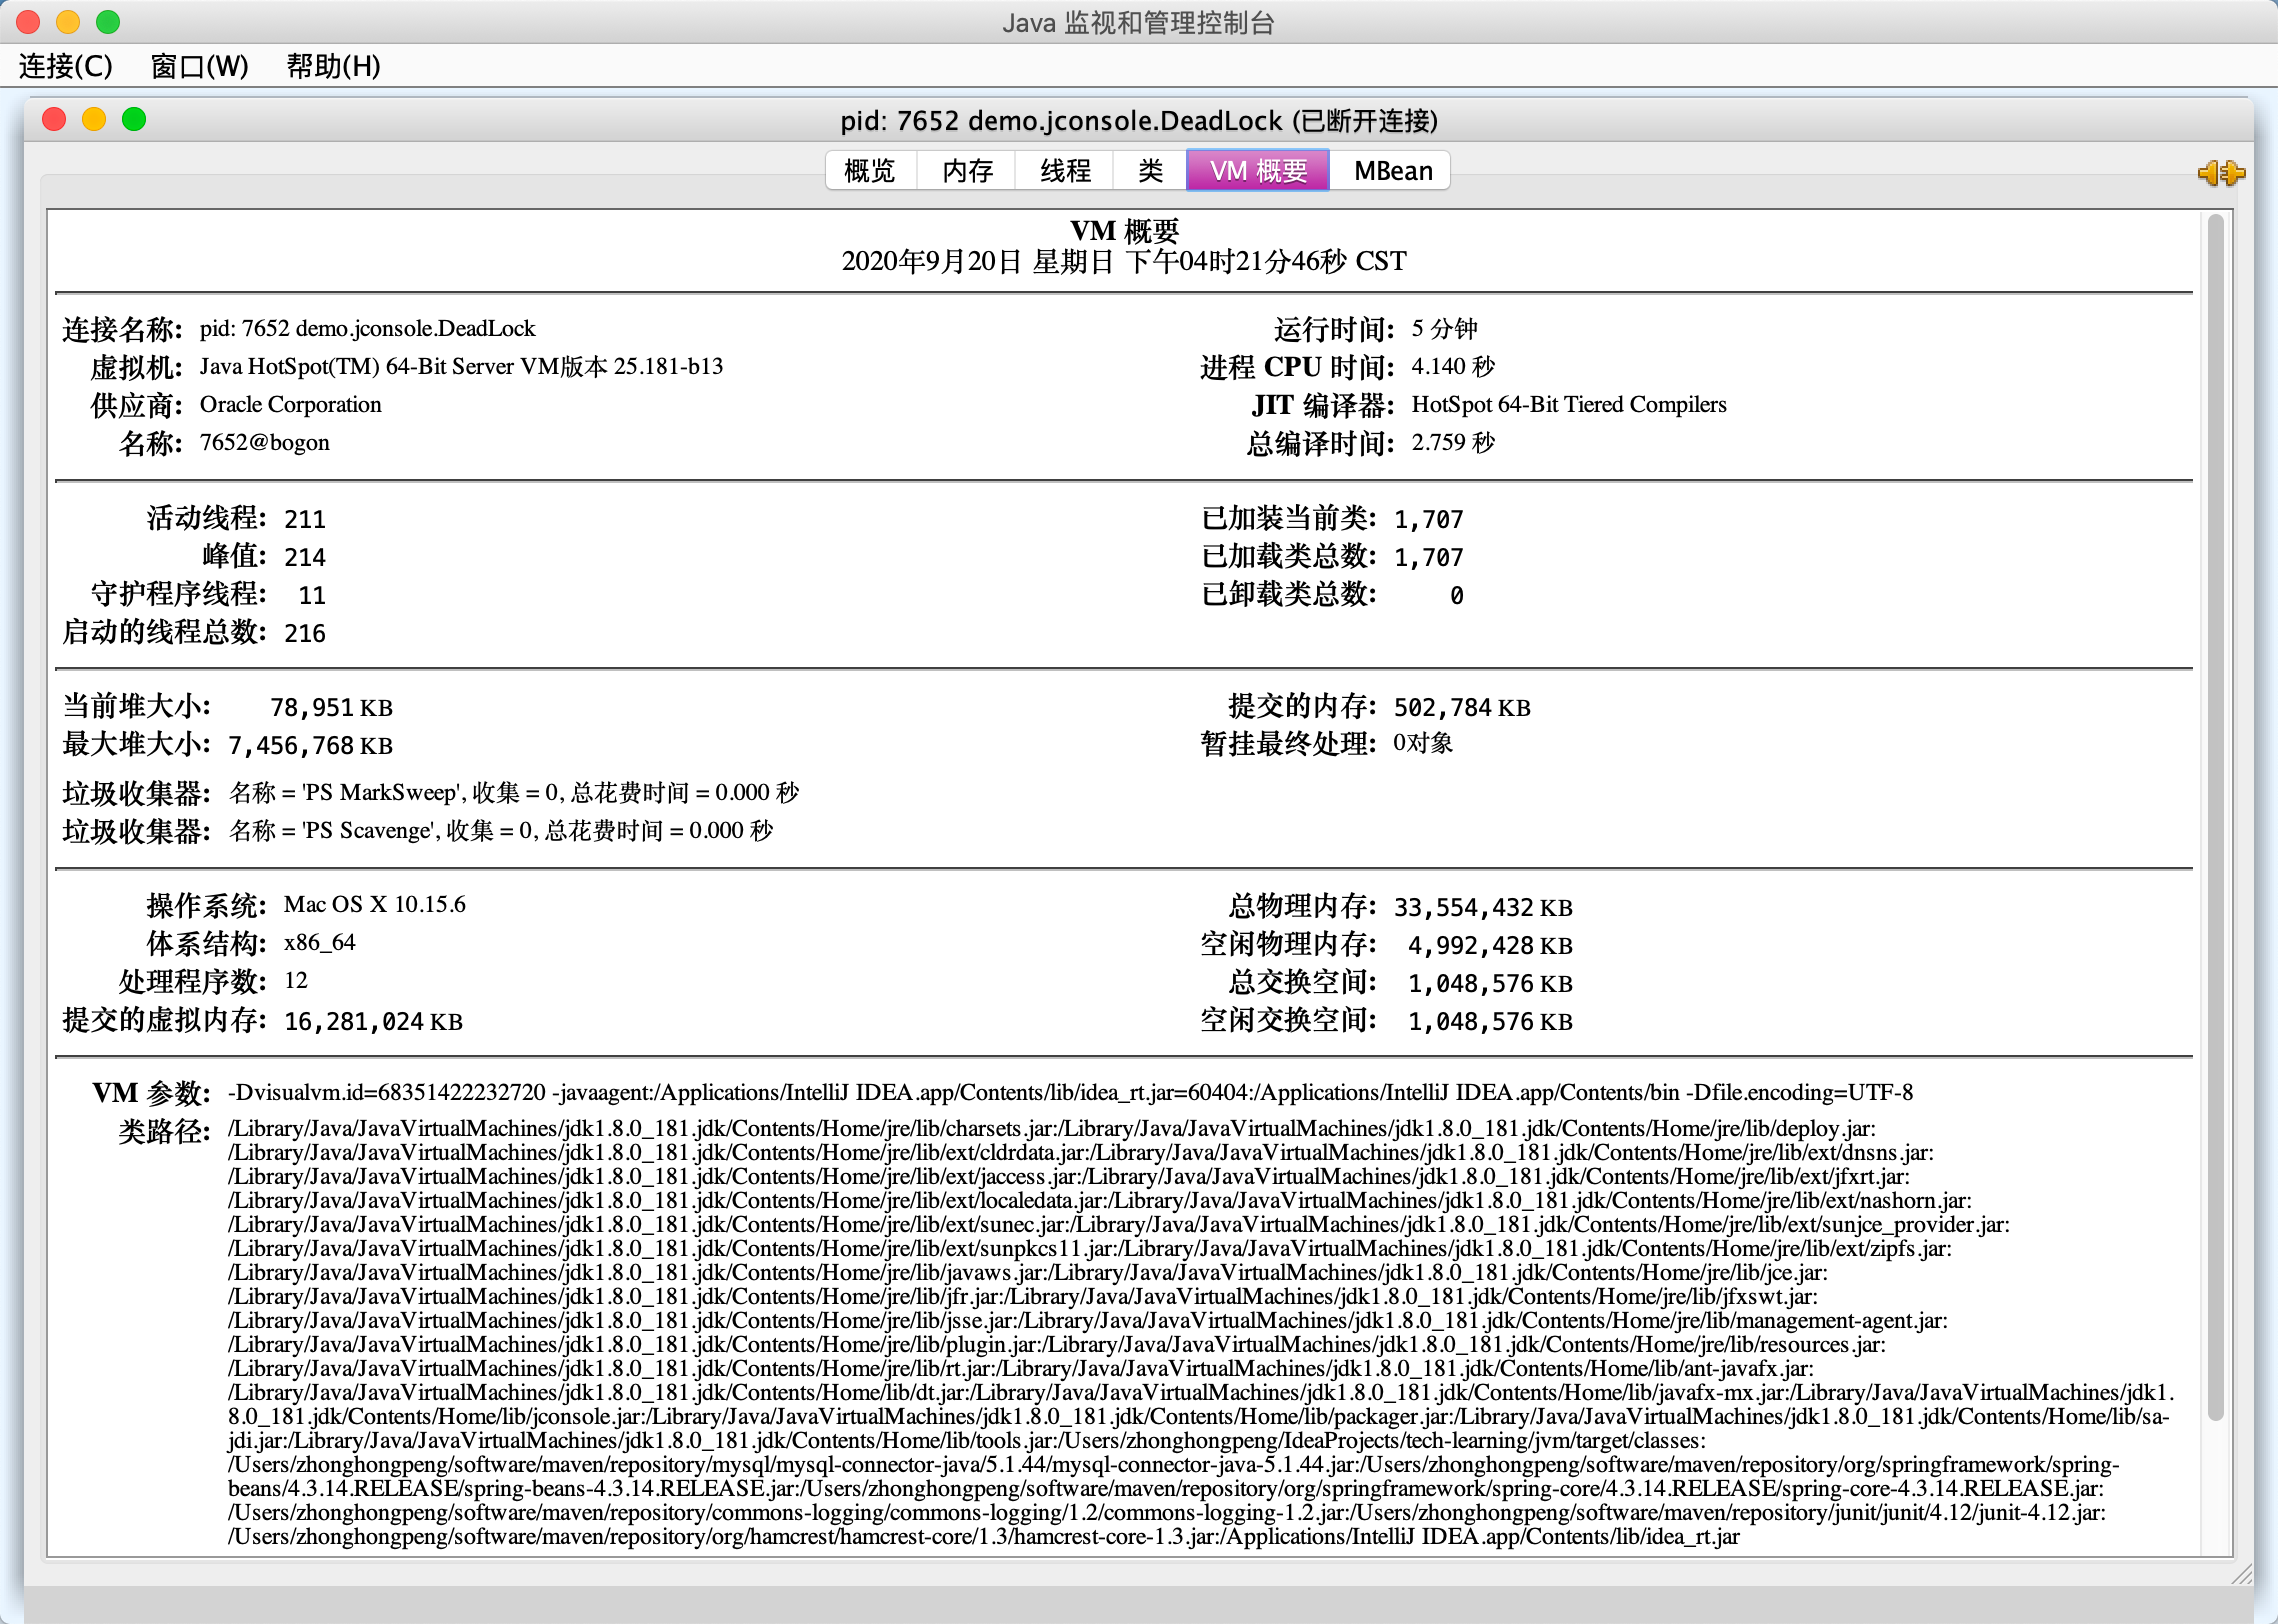 Java 监视和管理控制台
连接(C) 窗口(W) 帮助(H)
pid: 7652 demo.jconsole.DeadLock (已断开连接)
概览 内存 线程 类 VM 概要 MBean
VM 概要
2020年9月20日 星期日 下午04时21分46秒 CST
连接名称: pid: 7652 demo.jconsole.DeadLock 运行时间: 5 分钟
虚拟机: Java HotSpot(TM) 64-Bit Server VM版本 25.181-b13 进程 CPU 时间: 4.140 秒
供应商: Oracle Corporation JIT 编译器: HotSpot 64-Bit Tiered Compilers
名称: 7652@bogon 总编译时间: 2.759 秒
活动线程: 211 已加装当前类: 1,707
峰值: 214 已加载类总数: 1,707
守护程序线程: 11 已卸载类总数: 0
启动的线程总数: 216
当前堆大小: 78,951 KB 提交的内存: 502,784 KB
最大堆大小: 7,456,768 KB 暂挂最终处理: 0对象
垃圾收集器: 名称 = 'PS MarkSweep', 收集 = 0, 总花费时间 = 0.000 秒
垃圾收集器: 名称 = 'PS Scavenge', 收集 = 0, 总花费时间 = 0.000 秒
操作系统: Mac OS X 10.15.6 总物理内存: 33,554,432 KB
体系结构: x86_64 空闲物理内存: 4,992,428 KB
处理程序数: 12 总交换空间: 1,048,576 KB
提交的虚拟内存: 16,281,024 KB 空闲交换空间: 1,048,576 KB
VM 参数: -Dvisualvm.id=68351422232720 -javaagent:/Applications/IntelliJ IDEA.app/Contents/lib/idea_rt.jar=60404:/Applications/IntelliJ IDEA.app/Contents/bin -Dfile.encoding=UTF-8
类路径: /Library/Java/JavaVirtualMachines/jdk1.8.0_181.jdk/Contents/Home/jre/lib/charsets.jar:/Library/Java/JavaVirtualMachines/jdk1.8.0_181.jdk/Contents/Home/jre/lib/deploy.jar:
/Library/Java/JavaVirtualMachines/jdk1.8.0_181.jdk/Contents/Home/jre/lib/ext/cldrdata.jar:/Library/Java/JavaVirtualMachines/jdk1.8.0_181.jdk/Contents/Home/jre/lib/ext/dnsns.jar:
/Library/Java/JavaVirtualMachines/jdk1.8.0_181.jdk/Contents/Home/jre/lib/ext/jaccess.jar:/Library/Java/JavaVirtualMachines/jdk1.8.0_181.jdk/Contents/Home/jre/lib/ext/jfxrt.jar:
/Library/Java/JavaVirtualMachines/jdk1.8.0_181.jdk/Contents/Home/jre/lib/ext/localedata.jar:/Library/Java/JavaVirtualMachines/jdk1.8.0_181.jdk/Contents/Home/jre/lib/ext/nashorn.jar:
/Library/Java/JavaVirtualMachines/jdk1.8.0_181.jdk/Contents/Home/jre/lib/ext/sunec.jar:/Library/Java/JavaVirtualMachines/jdk1.8.0_181.jdk/Contents/Home/jre/lib/ext/sunjce_provider.jar:
/Library/Java/JavaVirtualMachines/jdk1.8.0_181.jdk/Contents/Home/jre/lib/ext/sunpkcs11.jar:/Library/Java/JavaVirtualMachines/jdk1.8.0_181.jdk/Contents/Home/jre/lib/ext/zipfs.jar:
/Library/Java/JavaVirtualMachines/jdk1.8.0_181.jdk/Contents/Home/jre/lib/javaws.jar:/Library/Java/JavaVirtualMachines/jdk1.8.0_181.jdk/Contents/Home/jre/lib/jce.jar:
/Library/Java/JavaVirtualMachines/jdk1.8.0_181.jdk/Contents/Home/jre/lib/jfr.jar:/Library/Java/JavaVirtualMachines/jdk1.8.0_181.jdk/Contents/Home/jre/lib/jfxswt.jar:
/Library/Java/JavaVirtualMachines/jdk1.8.0_181.jdk/Contents/Home/jre/lib/jsse.jar:/Library/Java/JavaVirtualMachines/jdk1.8.0_181.jdk/Contents/Home/jre/lib/management-agent.jar:
/Library/Java/JavaVirtualMachines/jdk1.8.0_181.jdk/Contents/Home/jre/lib/plugin.jar:/Library/Java/JavaVirtualMachines/jdk1.8.0_181.jdk/Contents/Home/jre/lib/resources.jar:
/Library/Java/JavaVirtualMachines/jdk1.8.0_181.jdk/Contents/Home/jre/lib/rt.jar:/Library/Java/JavaVirtualMachines/jdk1.8.0_181.jdk/Contents/Home/lib/ant-javafx.jar:
/Library/Java/JavaVirtualMachines/jdk1.8.0_181.jdk/Contents/Home/lib/dt.jar:/Library/Java/JavaVirtualMachines/jdk1.8.0_181.jdk/Contents/Home/lib/javafx-mx.jar:/Library/Java/JavaVirtualMachines/jdk1.
8.0_181.jdk/Contents/Home/lib/jconsole.jar:/Library/Java/JavaVirtualMachines/jdk1.8.0_181.jdk/Contents/Home/lib/packager.jar:/Library/Java/JavaVirtualMachines/jdk1.8.0_181.jdk/Contents/Home/lib/sa-
jdi.jar:/Library/Java/JavaVirtualMachines/jdk1.8.0_181.jdk/Contents/Home/lib/tools.jar:/Users/zhonghongpeng/IdeaProjects/tech-learning/jvm/target/classes:
/Users/zhonghongpeng/software/maven/repository/mysql/mysql-connector-java/5.1.44/mysql-connector-java-5.1.44.jar:/Users/zhonghongpeng/software/maven/repository/org/springframework/spring-
beans/4.3.14.RELEASE/spring-beans-4.3.14.RELEASE.jar:/Users/zhonghongpeng/software/maven/repository/org/springframework/spring-core/4.3.14.RELEASE/spring-core-4.3.14.RELEASE.jar:
/Users/zhonghongpeng/software/maven/repository/commons-logging/commons-logging/1.2/commons-logging-1.2.jar:/Users/zhonghongpeng/software/maven/repository/junit/junit/4.12/junit-4.12.jar:
/Users/zhonghongpeng/software/maven/repository/org/hamcrest/hamcrest-core/1.3/hamcrest-core-1.3.jar:/Applications/IntelliJ IDEA.app/Contents/lib/idea_rt.jar